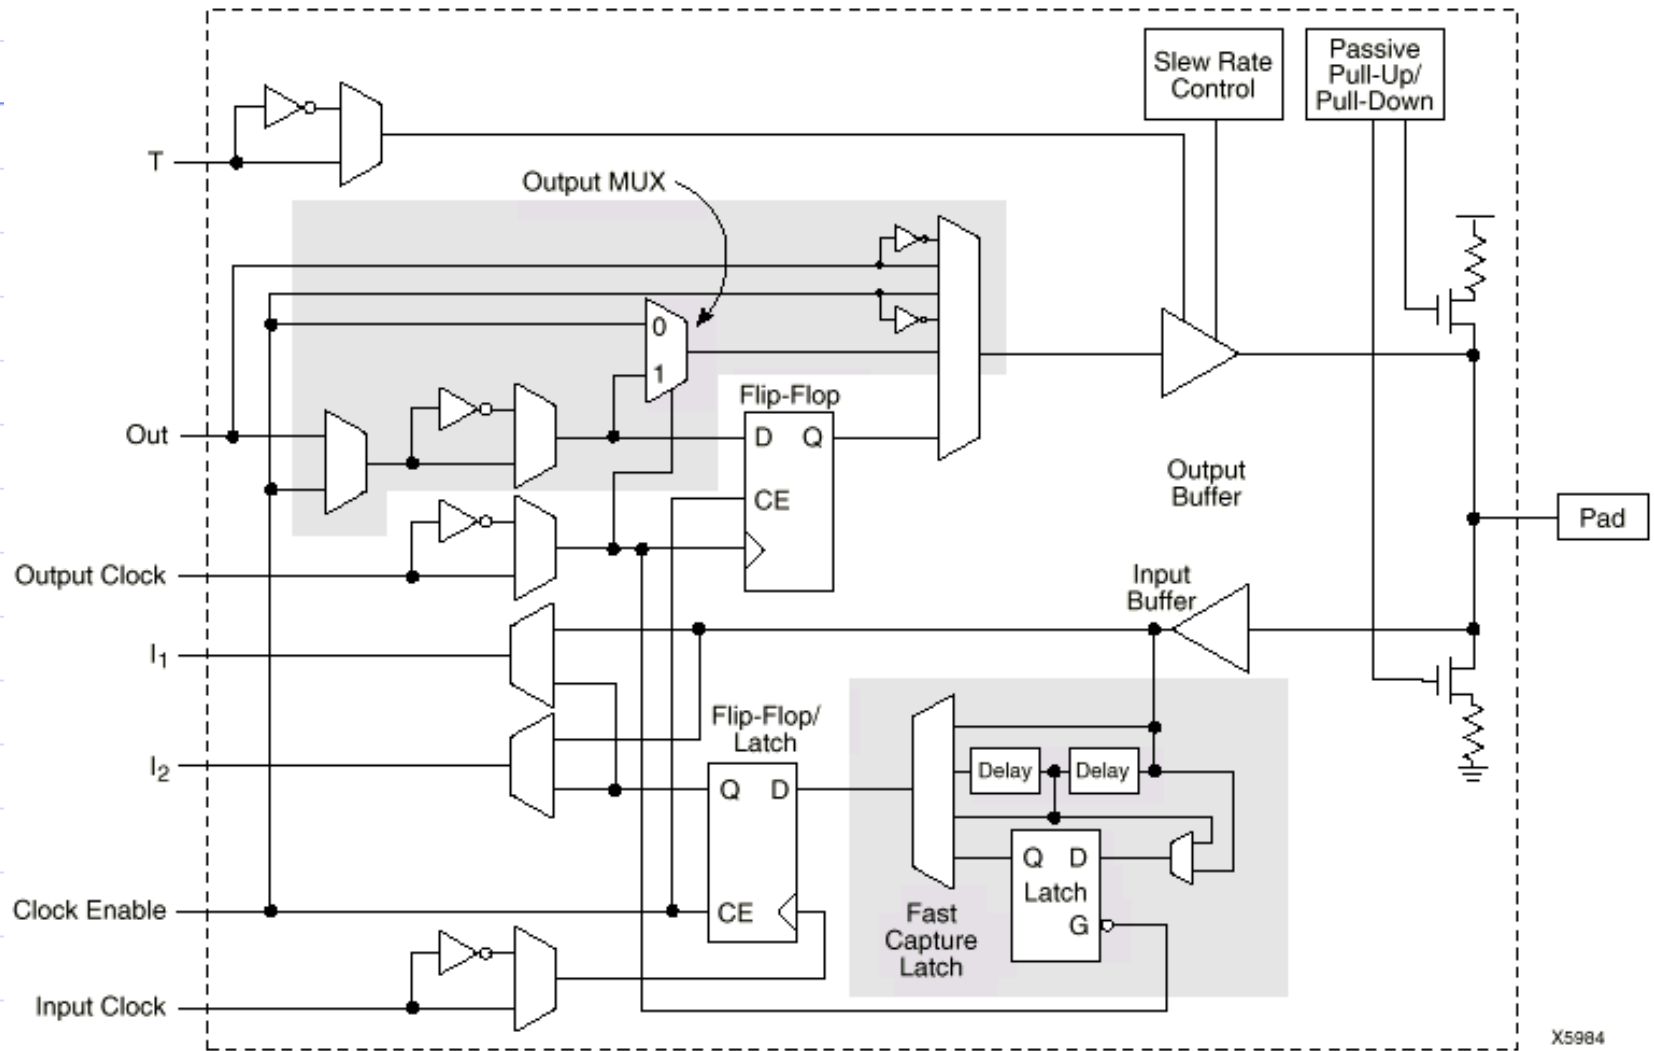 Slew Rate
Control
Passive
Pull-Up/
Pull-Down
T
Output MUX
0
1
Flip-Flop
D Q
CE
Out
Output
Buffer
Pad
Output Clock
Input
Buffer
I1
Flip-Flop/
Latch
I2
Q D
CE
Delay
Delay
Q D
Latch
G
Fast
Capture
Latch
Clock Enable
Input Clock
X5984